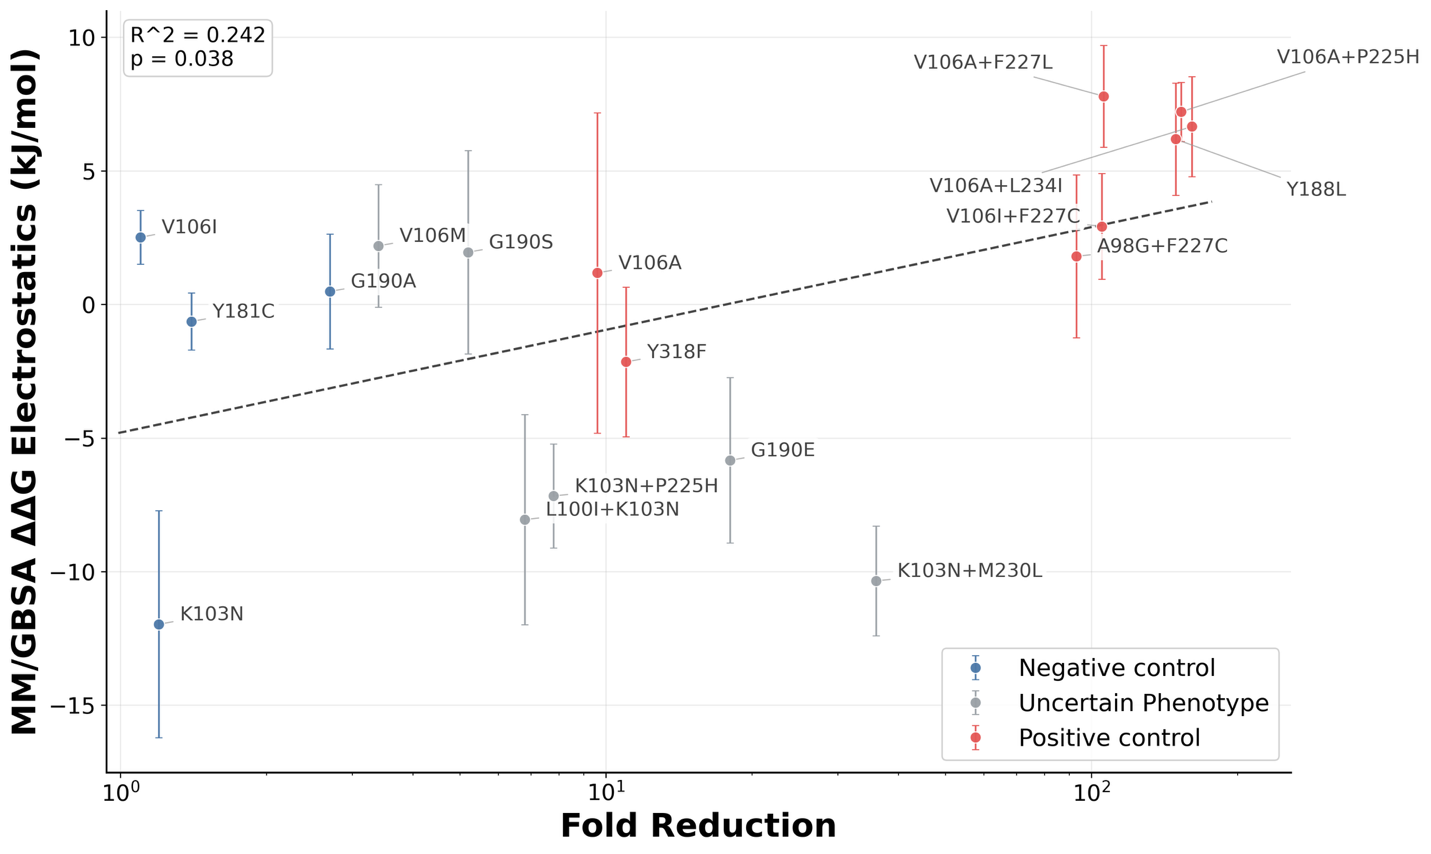 R^2 = 0.242
p = 0.038
MM/GBSA ΔΔG Electrostatics (kJ/mol)
10
5
0
−5
−10
−15
V106A+F227L
V106A+P225H
V106A+L234I
Y188L
V106I+F227C
A98G+F227C
V106I
V106M
G190S
Y181C
G190A
V106A
Y318F
G190E
K103N+P225H
L100I+K103N
K103N+M230L
K103N
Negative control
Uncertain Phenotype
Positive control
10⁰
10¹
10²
Fold Reduction